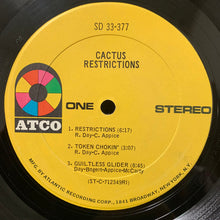 SD 33-377
CACTUS
RESTRICTIONS
ONE
STEREO
ATCO
1. RESTRICTIONS (6:17)
R. Day-C. Appice
2. TOKEN CHOKIN' (3:07)
R. Day-C. Appice
3. GUILTLESS GLIDER (8:45)
Day-Bogert-Appice-McCarty
(ST-C-712349R)
MFG. BY ATLANTIC RECORDING CORP., 1841 BROADWAY, NEW YORK, N.Y.